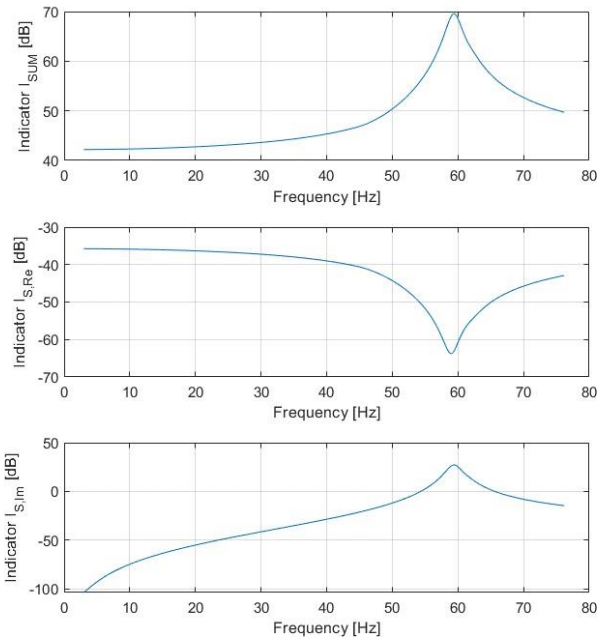 70
60
50
40
Indicator I_SUM [dB]
0 10 20 30 40 50 60 70 80
Frequency [Hz]
-30
-40
-50
-60
-70
Indicator I_S,Re [dB]
0 10 20 30 40 50 60 70 80
Frequency [Hz]
50
0
-50
-100
Indicator I_S,Im [dB]
0 10 20 30 40 50 60 70 80
Frequency [Hz]